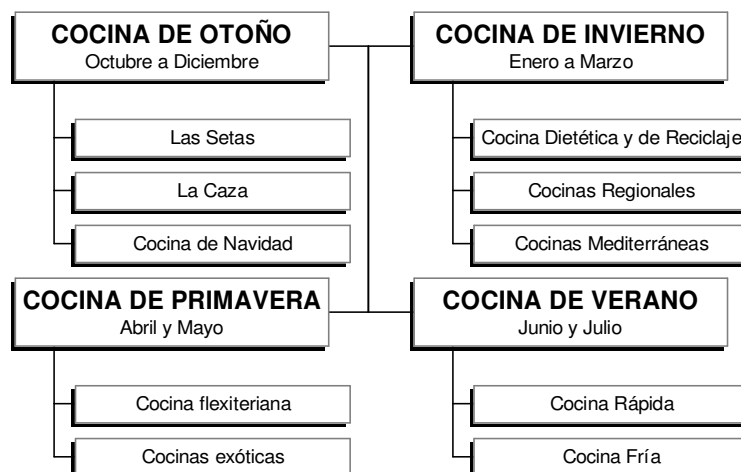 COCINA DE OTOÑO
Octubre a Diciembre
Las Setas
La Caza
Cocina de Navidad
COCINA DE INVIERNO
Enero a Marzo
Cocina Dietética y de Reciclaje
Cocinas Regionales
Cocinas Mediterráneas
COCINA DE PRIMAVERA
Abril y Mayo
Cocina flexiteriana
Cocinas exóticas
COCINA DE VERANO
Junio y Julio
Cocina Rápida
Cocina Fría